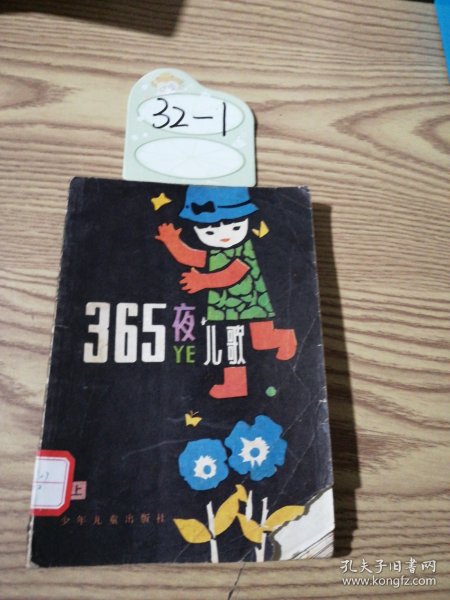 32-1
365夜儿歌
YE
上
少年儿童出版社
孔夫子旧书网
www.kongfz.com